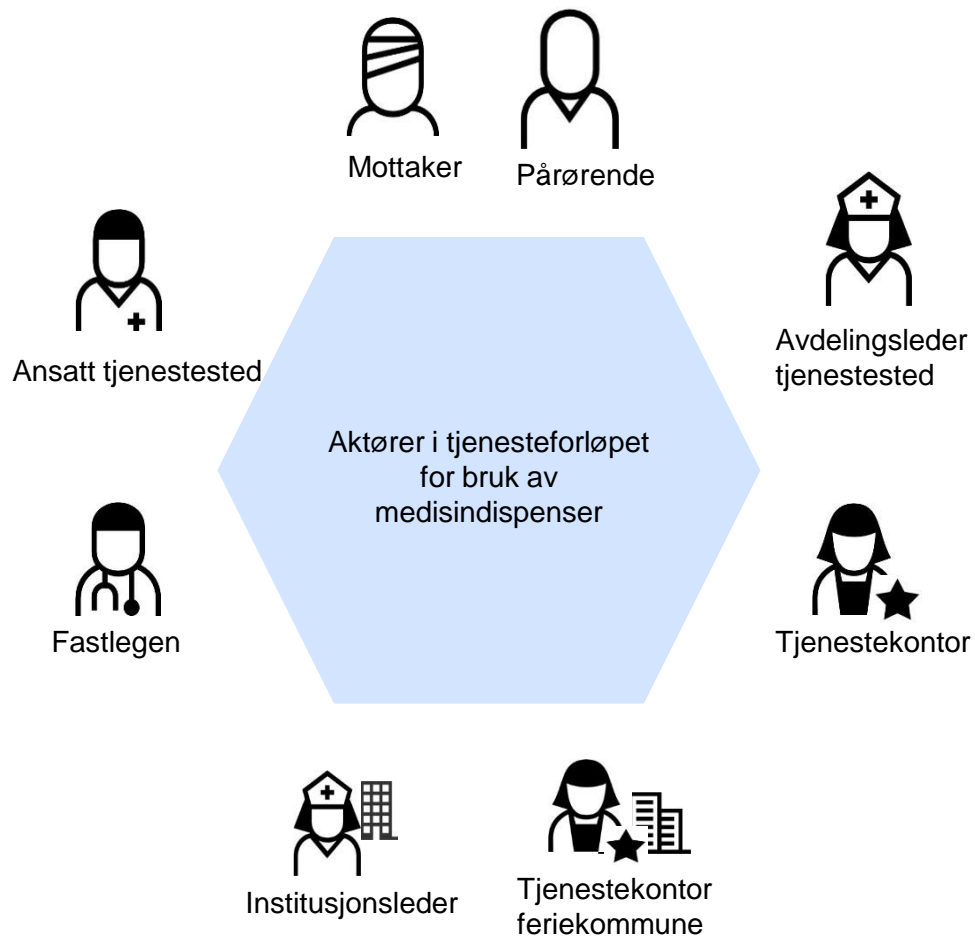 Mottaker
Pårørende
Ansatt tjenestested
Avdelingsleder
tjenestested
Aktører i tjenesteforløpet
for bruk av
medisindispenser
Fastlegen
Tjenestekontor
Institusjonsleder
Tjenestekontor
feriekommune